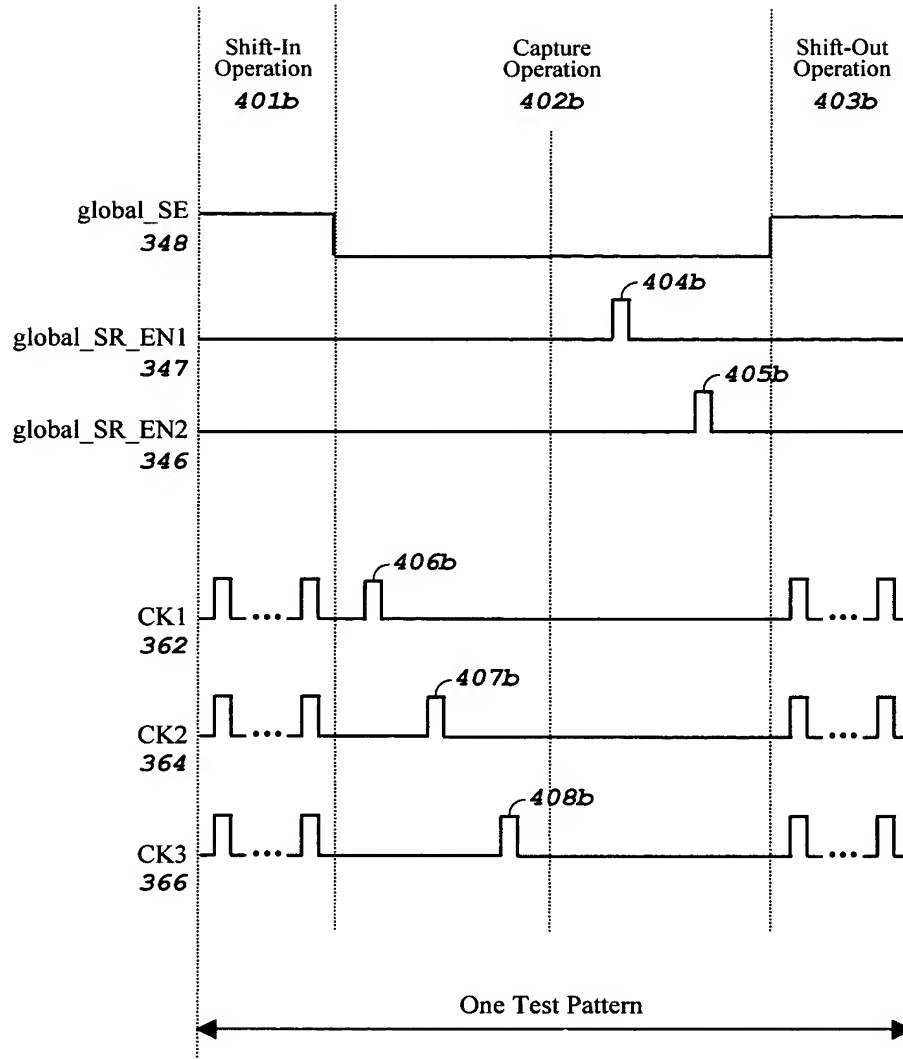 Shift-In
Operation
401b
Capture
Operation
402b
Shift-Out
Operation
403b
global_SE
348
404b
global_SR_EN1
347
405b
global_SR_EN2
346
406b
CK1
362
407b
CK2
364
408b
CK3
366
One Test Pattern